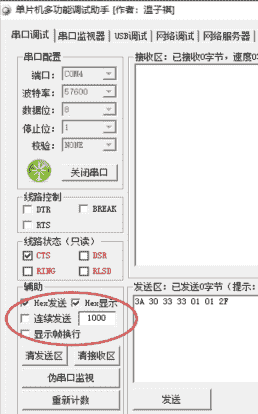 单片机多功能调试助手 [作者: 温子祺]
串口调试 串口监视器 USB调试 网络调试 网络服务器
串口配置
端口: COM4
波特率: 57600
数据位: 8
停止位: 1
校验: NONE
关闭串口
线路控制
DTR BREAK
RTS
线路状态 (只读)
CTS DSR
RING RLSD
辅助
Hex发送 Hex显示
连续发送 1000
显示帧换行
清发送区 清接收区
伪串口监视
重新计数
接收区: 已接收0字节, 速度0
发送区: 已发送0字节 (提示:
3A 30 33 33 01 01 2F
发送